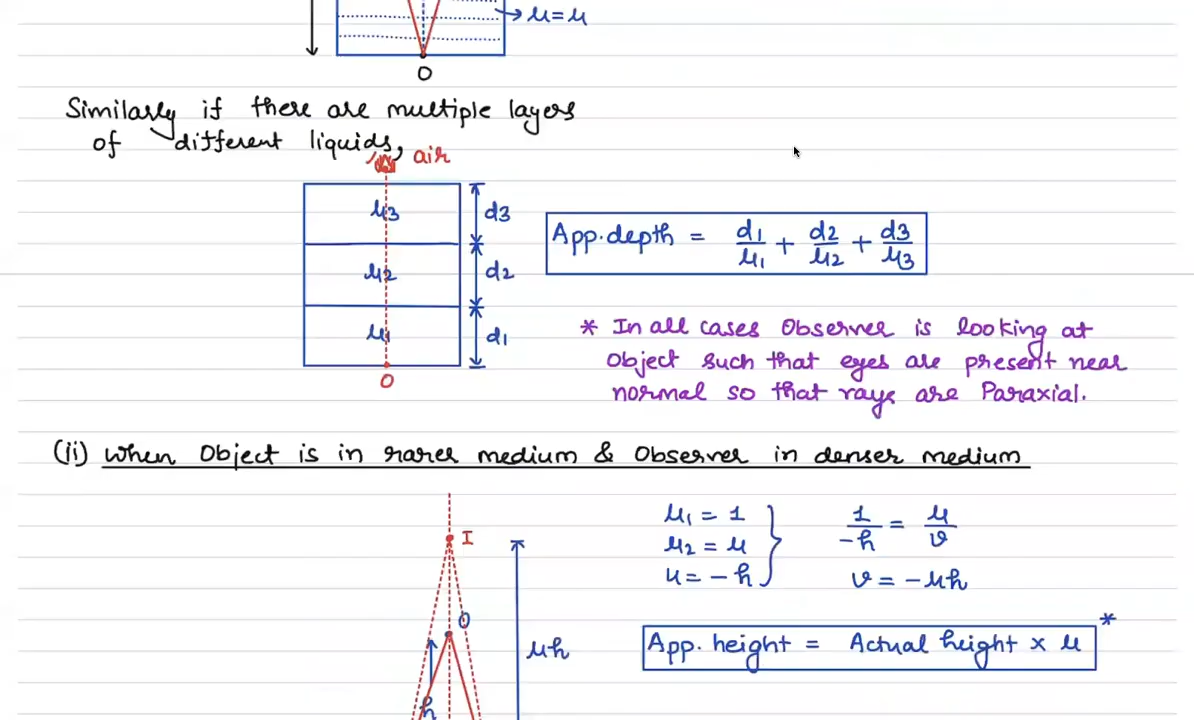 → μ = μ
O
Similarly if there are multiple layers
of different liquids,
air
μ3
d3
App. depth = d1/μ1 + d2/μ2 + d3/μ3
μ2
d2
μ1
d1
O
* In all cases Observer is looking at
Object such that eyes are present near
normal so that rays are Paraxial.
(ii) When Object is in rarer medium & Observer in denser medium
I
μ1 = 1
μ2 = μ
u = -h
1/-h = μ/v
v = -μh
O
μh
h
App. height = Actual height × μ *